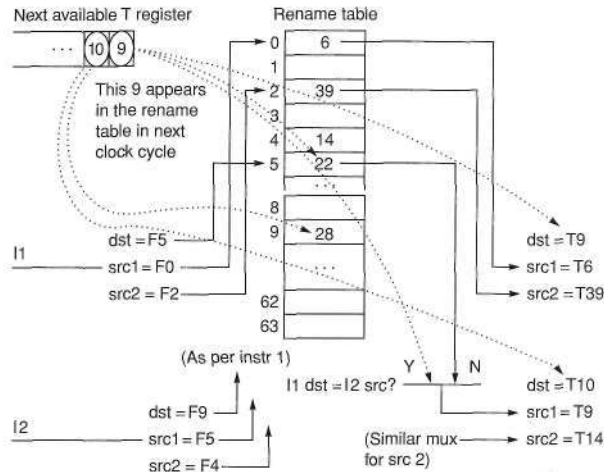 Next available T register
Rename table
... 10 9
This 9 appears
in the rename
table in next
clock cycle
0 6
1
2 39
3
4 14
5 22
...
8
9 28
...
62
63
I1
dst = F5
src1 = F0
src2 = F2
dst = T9
src1 = T6
src2 = T39
(As per instr 1)
Y N
I1 dst = I2 src?
I2
dst = F9
src1 = F5
src2 = F4
(Similar mux
for src 2)
dst = T10
src1 = T9
src2 = T14